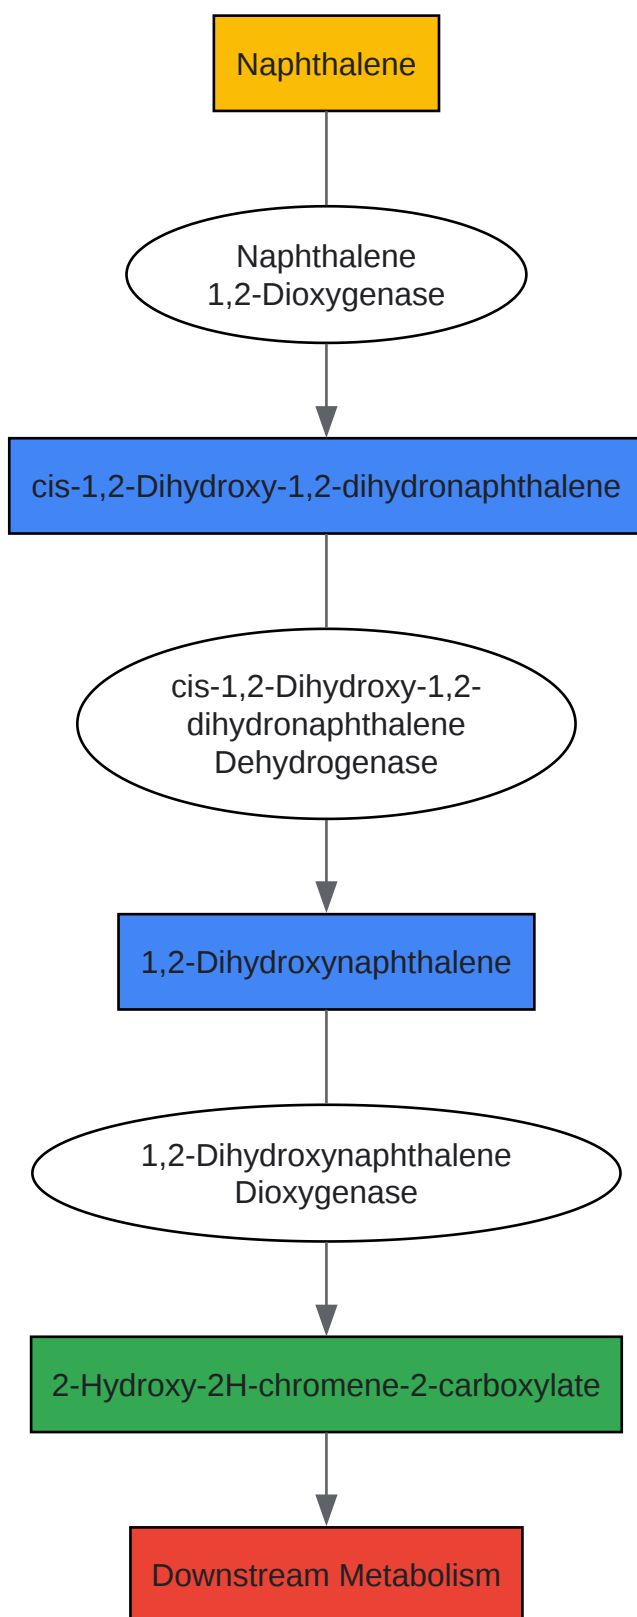 Naphthalene
Naphthalene
1,2-Dioxygenase
cis-1,2-Dihydroxy-1,2-dihydronaphthalene
cis-1,2-Dihydroxy-1,2-
dihydronaphthalene
Dehydrogenase
1,2-Dihydroxynaphthalene
1,2-Dihydroxynaphthalene
Dioxygenase
2-Hydroxy-2H-chromene-2-carboxylate
Downstream Metabolism